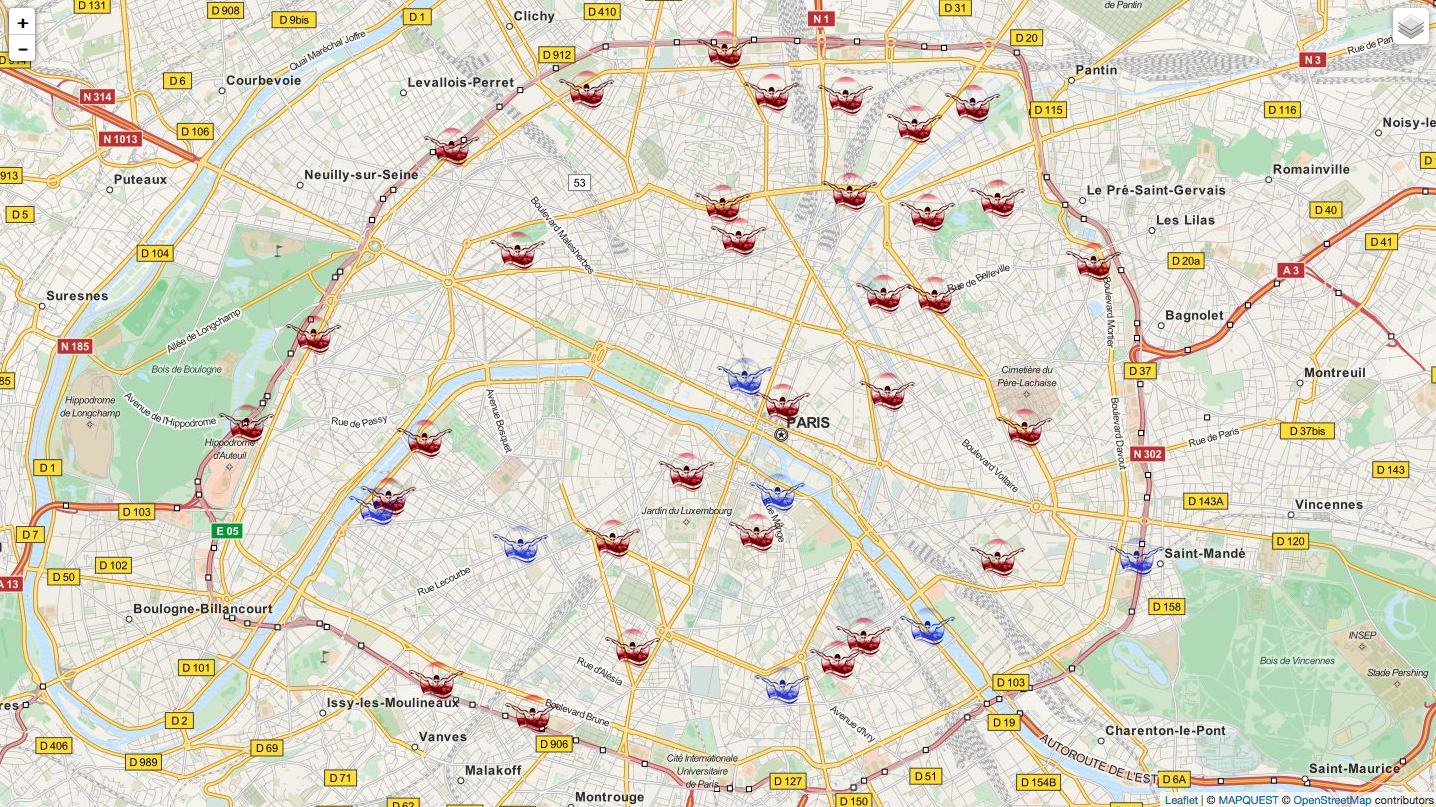 D 131
D 908
D 9bis
D 1
Clichy
D 410
N 1
D 31
de Pantin
+
−
Quai Maréchal Joffre
D 912
D 20
Rue de Pari
N 3
Courbevoie
D 6
Levallois-Perret
Pantin
N 314
D 115
D 116
Noisy-le
D 106
N 1013
913
Puteaux
Neuilly-sur-Seine
53
Romainville
Le Pré-Saint-Gervais
D 5
Boulevard Malesherbes
D 40
Les Lilas
D 41
D 104
D 20a
A 3
Rue de Belleville
Suresnes
Boulevard Mortier
Bagnolet
Allée de Longchamp
N 185
Bois de Boulogne
Cimetière du
Père-Lachaise
D 37
Montreuil
85
Hippodrome
de Longchamp
Avenue de l'Hippodrome
Rue de Passy
Avenue Bosquet
PARIS
Boulevard Davout
D 37bis
Rue de Paris
Hippodrome
d'Auteuil
N 302
Boulevard Voltaire
D 1
D 143
D 103
Jardin du Luxembourg
D 143A
Vincennes
D 7
E 05
D 120
Saint-Mandé
D 102
D 50
A 13
Rue Lecourbe
Boulogne-Billancourt
D 158
INSEP
Bois de Vincennes
Stade Pershing
D 101
Rue d'Alésia
D 103
Issy-les-Moulineaux
Boulevard Brune
Avenue d'Ivry
D 19
D 2
Charenton-le-Pont
Vanves
D 906
D 406
D 69
D 989
AUTOROUTE DE L'EST
Cité Internationale
Universitaire
de Paris
Malakoff
D 71
D 127
D 51
D 154B
D 6A
Saint-Maurice
Montrouge
D 62
D 150
Leaflet | © MAPQUEST © OpenStreetMap contributors